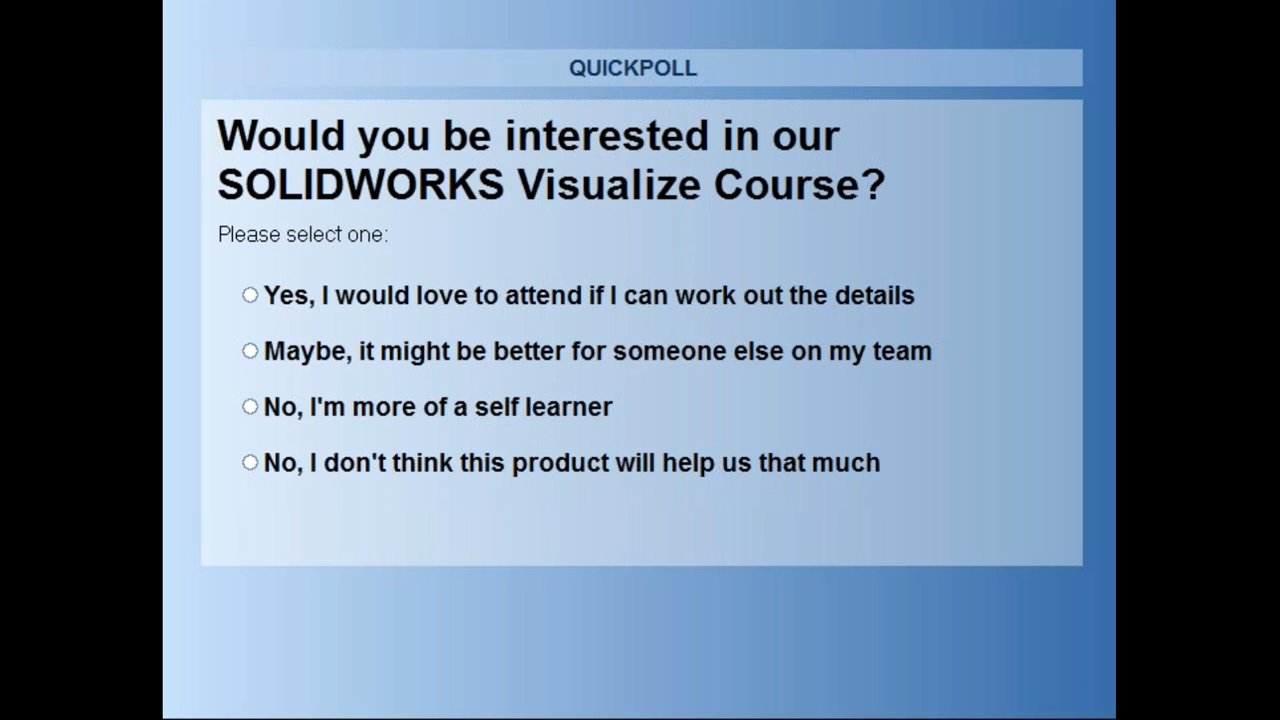 QUICKPOLL
Would you be interested in our
SOLIDWORKS Visualize Course?
Please select one:
Yes, I would love to attend if I can work out the details
Maybe, it might be better for someone else on my team
No, I'm more of a self learner
No, I don't think this product will help us that much